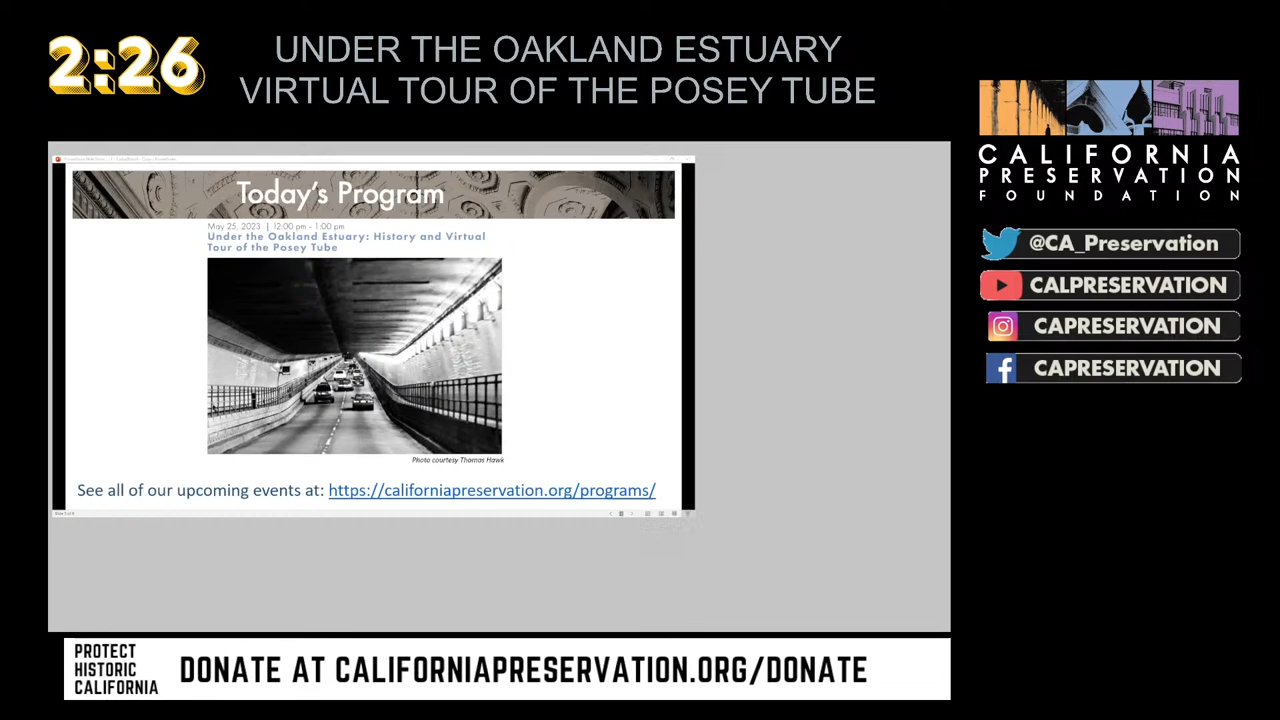 2:26
UNDER THE OAKLAND ESTUARY
VIRTUAL TOUR OF THE POSEY TUBE
CALIFORNIA
PRESERVATION
FOUNDATION
@CA_Preservation
CALPRESERVATION
CAPRESERVATION
CAPRESERVATION
Today's Program
May 25, 2023 | 12:00 pm - 1:00 pm
Under the Oakland Estuary: History and Virtual
Tour of the Posey Tube
Photo courtesy Thomas Hawk
See all of our upcoming events at: https://californiapreservation.org/programs/
PROTECT
HISTORIC
CALIFORNIA
DONATE AT CALIFORNIAPRESERVATION.ORG/DONATE